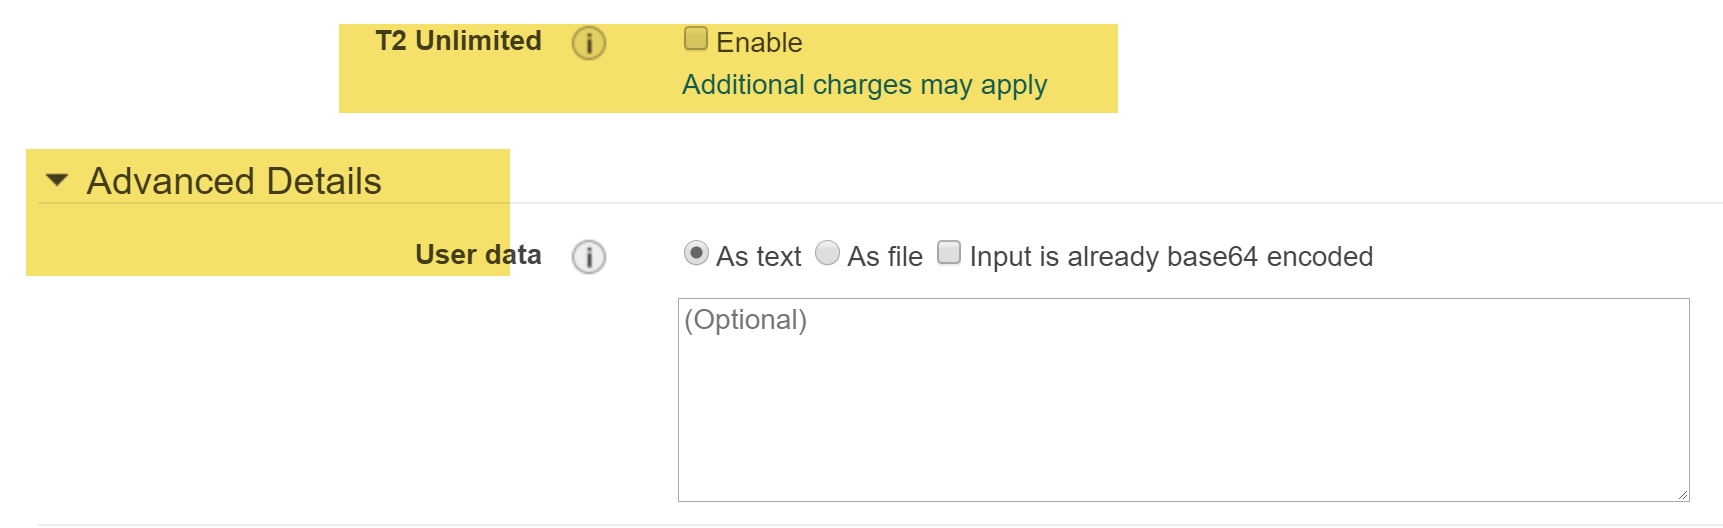 T2 Unlimited Enable
Additional charges may apply
Advanced Details
User data As text As file Input is already base64 encoded
(Optional)